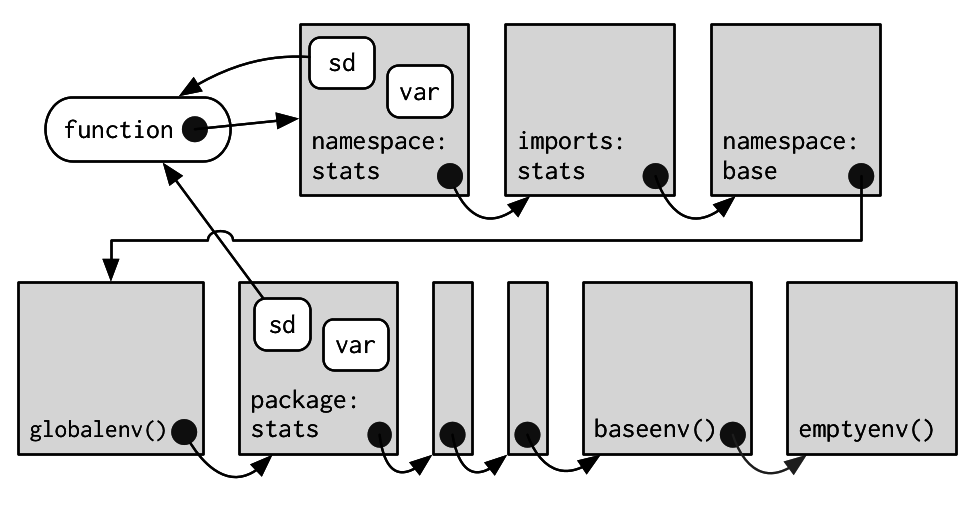 sd
var
function
namespace:
stats
imports:
stats
namespace:
base
sd
var
globalenv()
package:
stats
baseenv()
emptyenv()